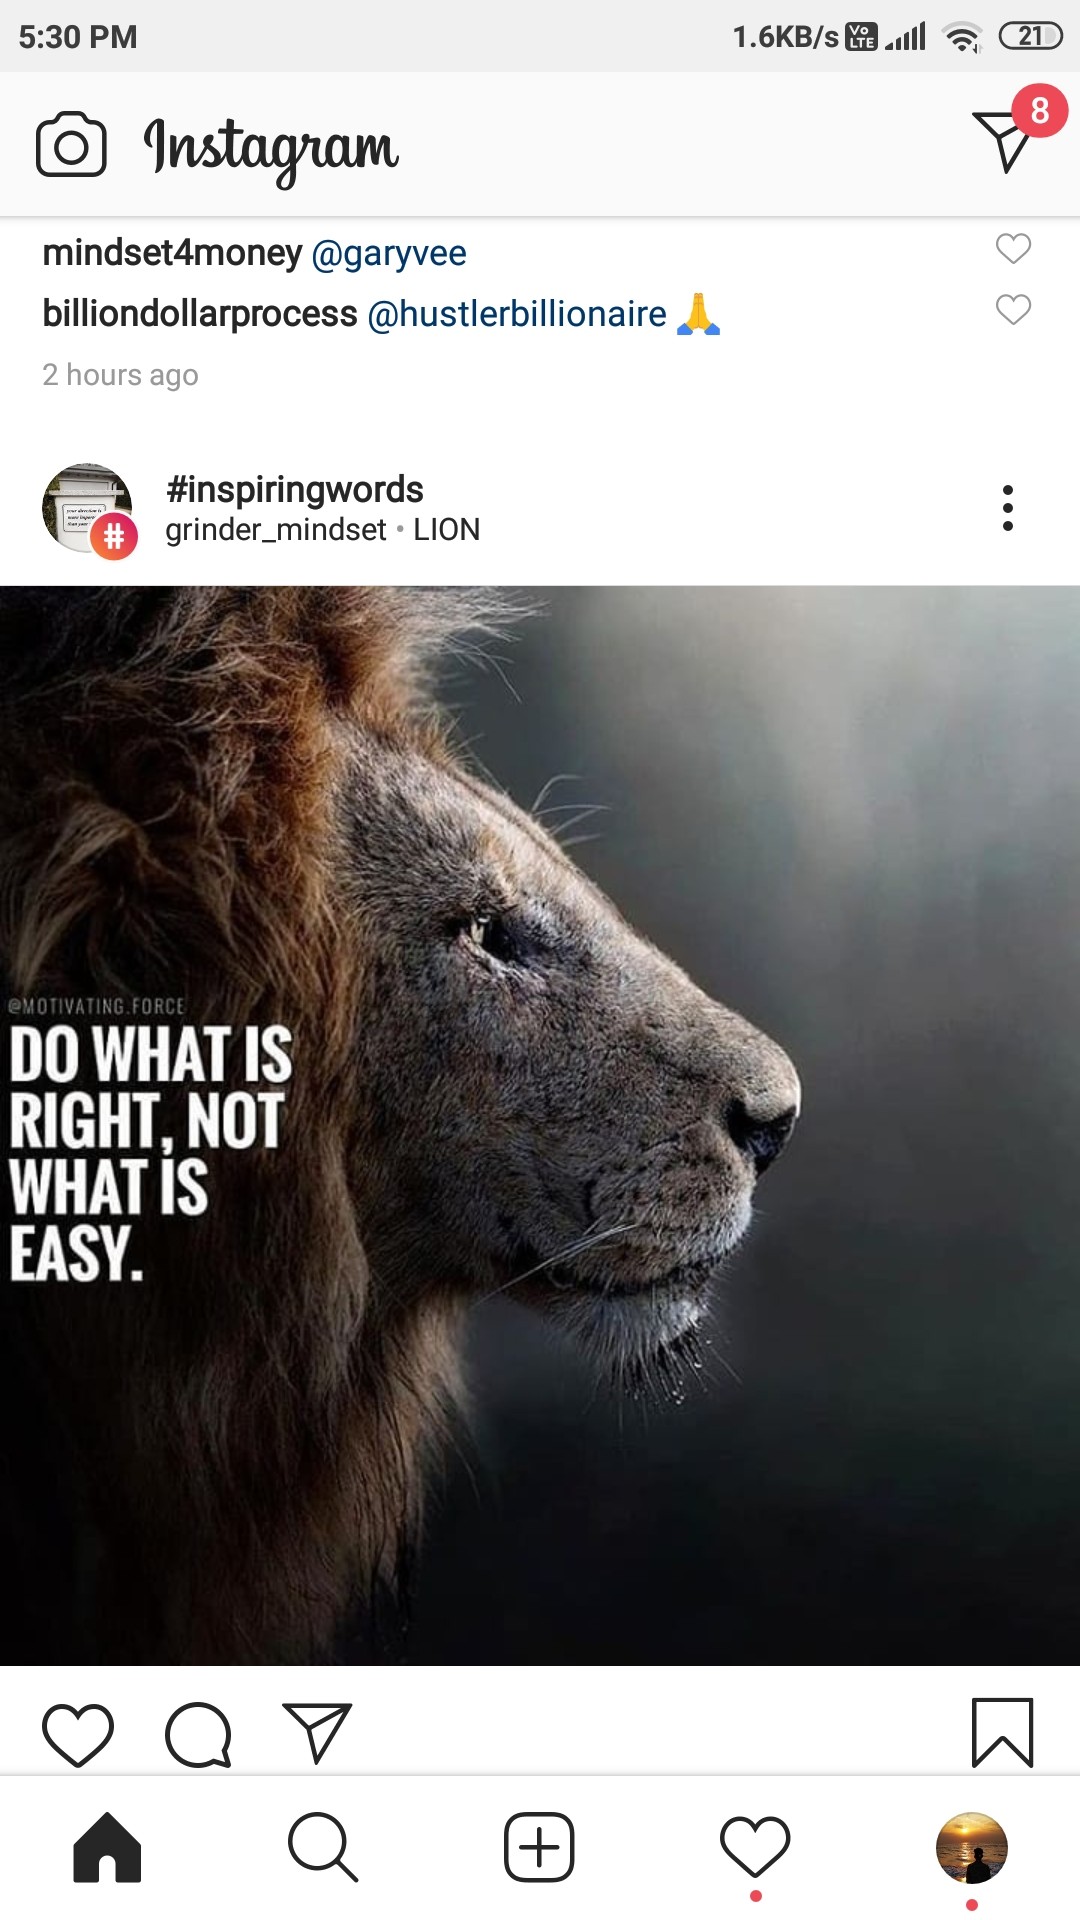 5:30 PM 1.6KB/s Vo LTE 21
Instagram 8
mindset4money @garyvee
billiondollarprocess @hustlerbillionaire 🙏
2 hours ago
#inspiringwords
grinder_mindset • LION
@MOTIVATING.FORCE
DO WHAT IS
RIGHT, NOT
WHAT IS
EASY.